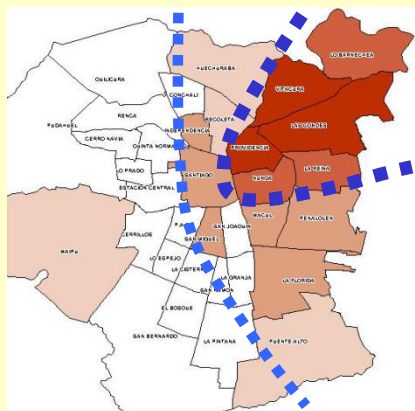 LO BARNECHEA
HUECHURABA
QUILICURA
VITACURA
CONCHALI
RENCA
RECOLETA
LAS CONDES
PUDAHUEL
INDEPENDENCIA
CERRO NAVIA
QUINTA NORMAL
PROVIDENCIA
LO PRADO
LA REINA
SANTIAGO
NUNOA
ESTACION CENTRAL
MACUL
PENALOLEN
P.A.
SAN JOAQUIN
CERRILLOS
SAN MIGUEL
MAIPU
LO ESPEJO
LA CISTERNA
LA GRANJA
LA FLORIDA
SAN RAMON
EL BOSQUE
SAN BERNARDO
LA PINTANA
PUENTE ALTO